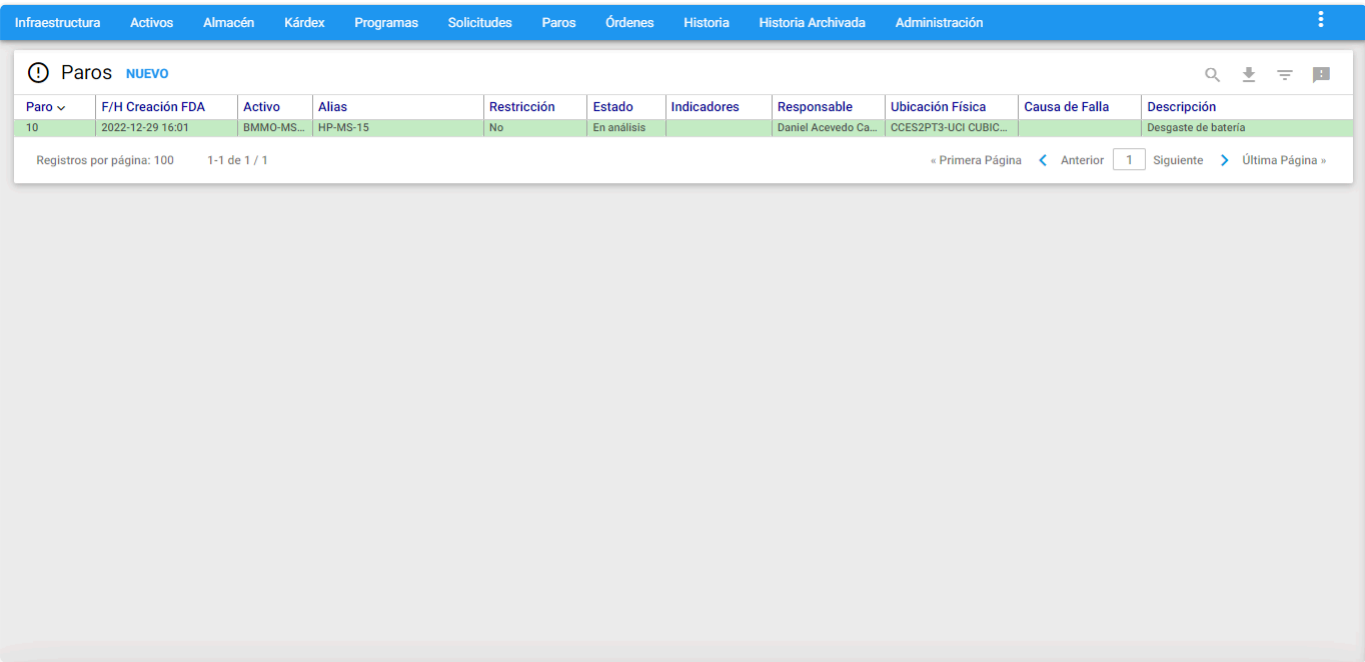 Infraestructura Activos Almacén Kárdex Programas Solicitudes Paros Órdenes Historia Historia Archivada Administración
Paros NUEVO
Paro F/H Creación FDA Activo Alias Restricción Estado Indicadores Responsable Ubicación Física Causa de Falla Descripción
10 2022-12-29 16:01 BMMO-MS... HP-MS-15 No En análisis Daniel Acevedo Ca... CCES2PT3-UCI CUBIC... Desgaste de batería
Registros por página: 100 1-1 de 1 / 1 « Primera Página Anterior 1 Siguiente Última Página »